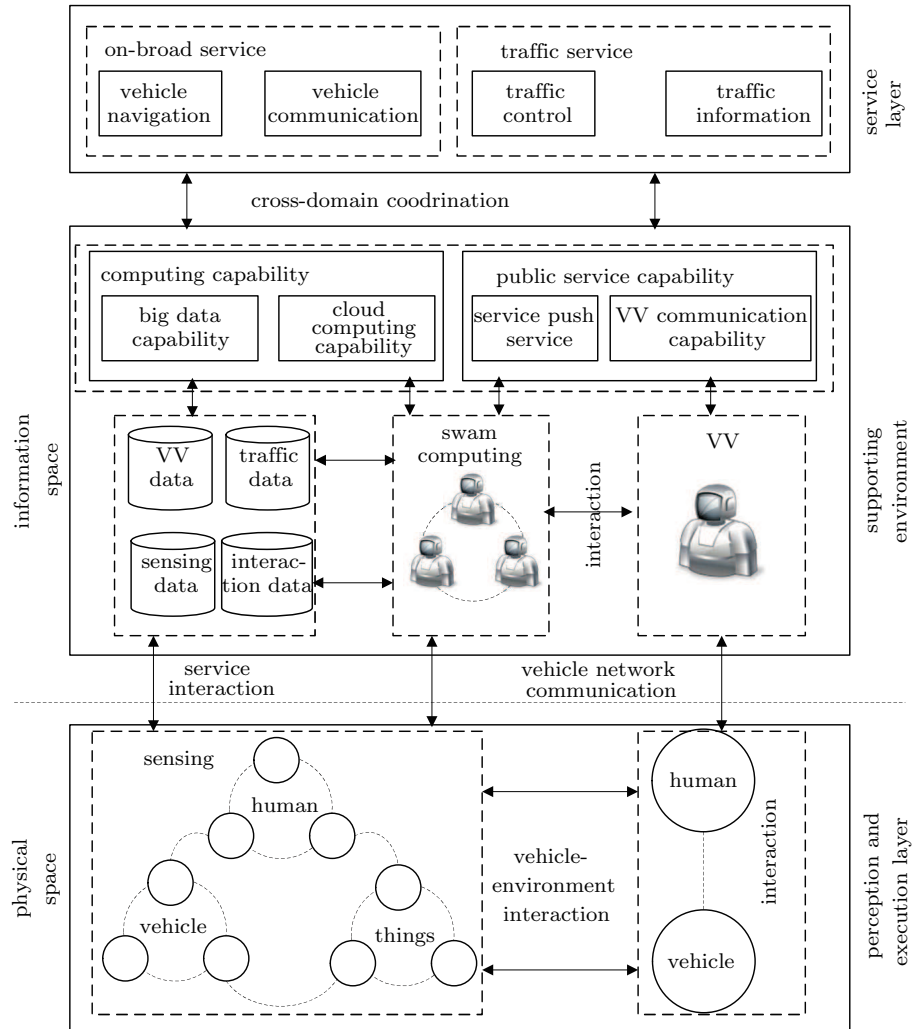 on-broad service
vehicle
navigation
vehicle
communication
traffic service
traffic
control
traffic
information
service
layer
cross-domain coodrination
computing capability
big data
capability
cloud
computing
capability
public service capability
service push
service
VV communication
capability
information
space
VV
data
traffic
data
sensing
data
interac-
tion data
swam
computing
interaction
VV
supporting
environment
service
interaction
vehicle network
communication
physical
space
sensing
human
vehicle
things
vehicle-
environment
interaction
human
vehicle
interaction
perception and
execution layer